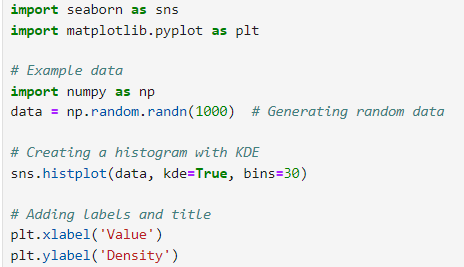 import seaborn as sns
import matplotlib.pyplot as plt
# Example data
import numpy as np
data = np.random.randn(1000)  # Generating random data
# Creating a histogram with KDE
sns.histplot(data, kde=True, bins=30)
# Adding labels and title
plt.xlabel('Value')
plt.ylabel('Density')